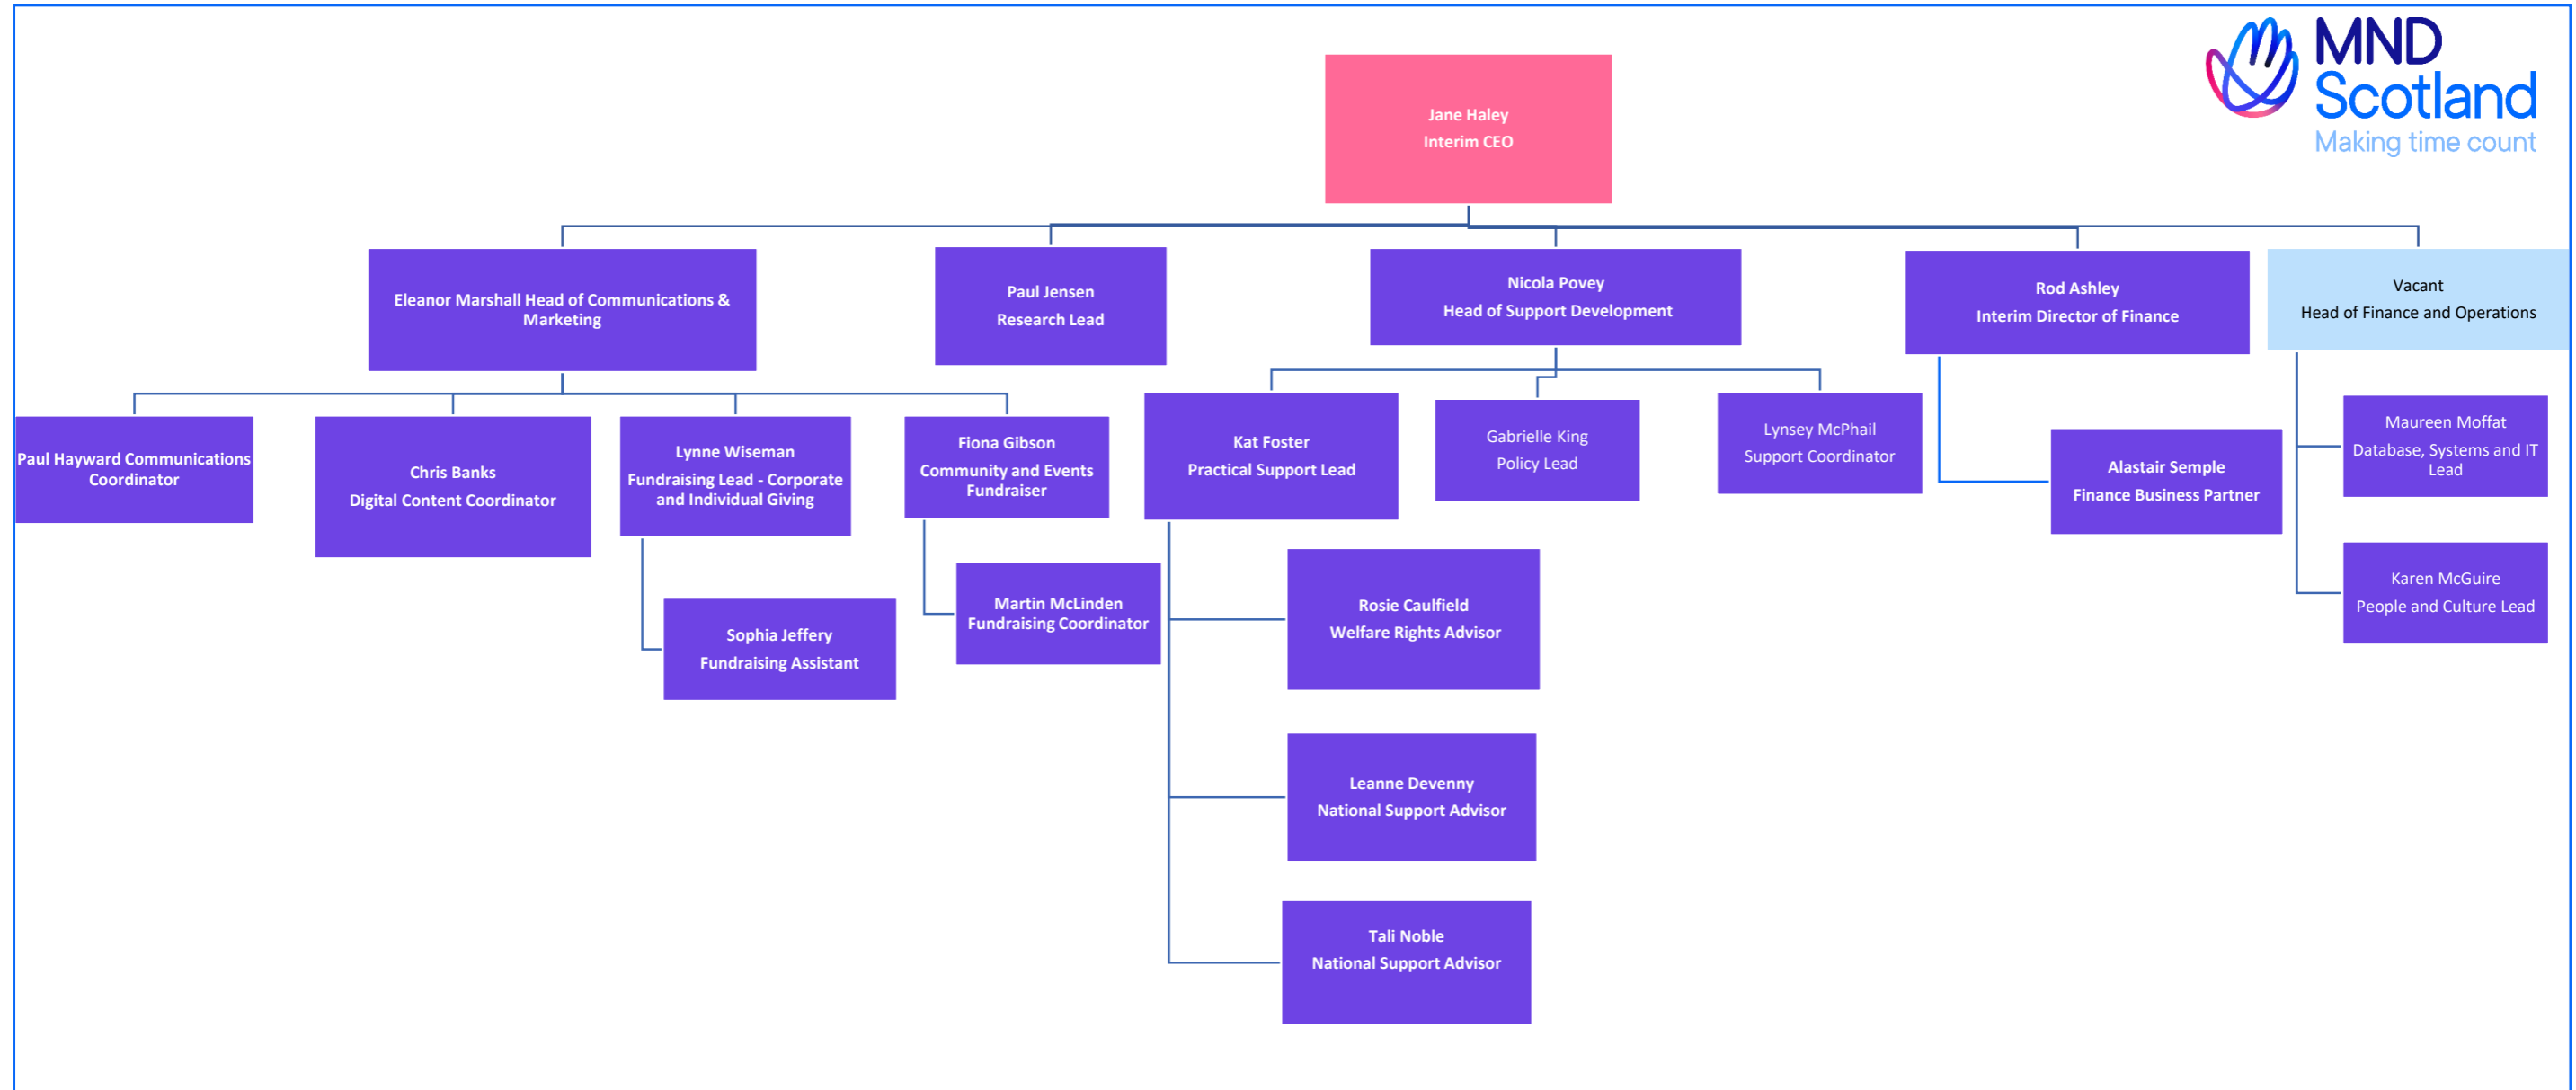 MND
Scotland
Making time count
Jane Haley
Interim CEO
Eleanor Marshall Head of Communications &
Marketing
Paul Jensen
Research Lead
Nicola Povey
Head of Support Development
Rod Ashley
Interim Director of Finance
Vacant
Head of Finance and Operations
Paul Hayward Communications
Coordinator
Chris Banks
Digital Content Coordinator
Lynne Wiseman
Fundraising Lead - Corporate
and Individual Giving
Fiona Gibson
Community and Events
Fundraiser
Kat Foster
Practical Support Lead
Gabrielle King
Policy Lead
Lynsey McPhail
Support Coordinator
Alastair Semple
Finance Business Partner
Maureen Moffat
Database, Systems and IT
Lead
Sophia Jeffery
Fundraising Assistant
Martin McLinden
Fundraising Coordinator
Rosie Caulfield
Welfare Rights Advisor
Karen McGuire
People and Culture Lead
Leanne Devenny
National Support Advisor
Tali Noble
National Support Advisor